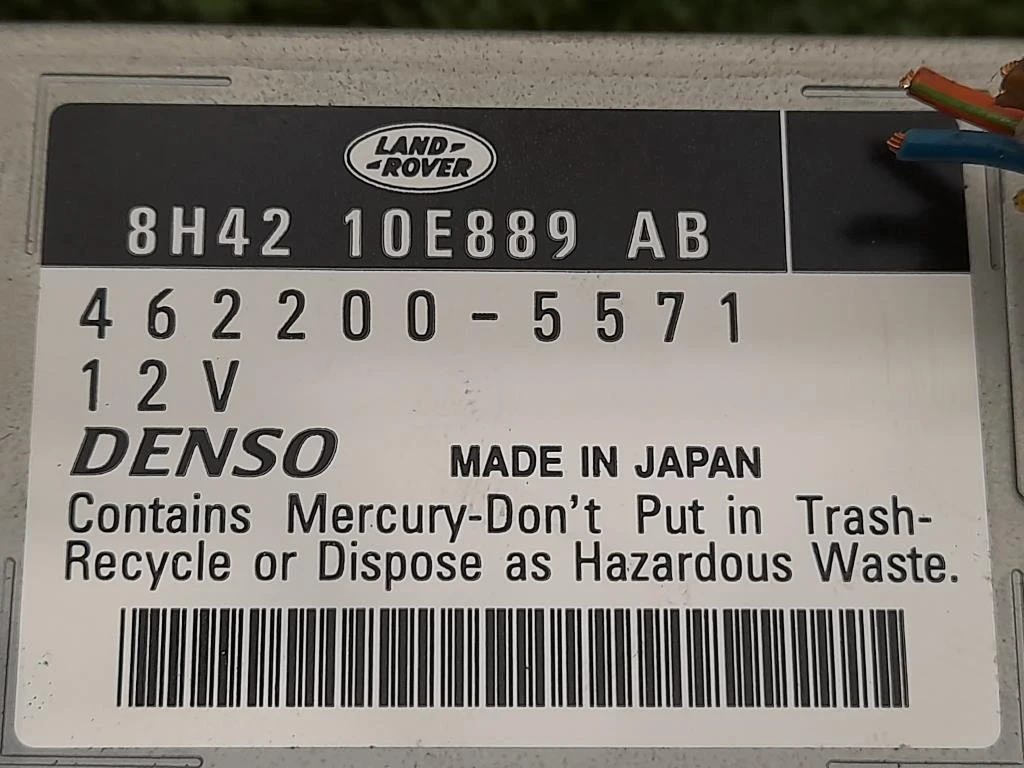 LAND-
-ROVER
8H42 10E889 AB
462200-5571
12V
DENSO MADE IN JAPAN
Contains Mercury-Don't Put in Trash-
Recycle or Dispose as Hazardous Waste.